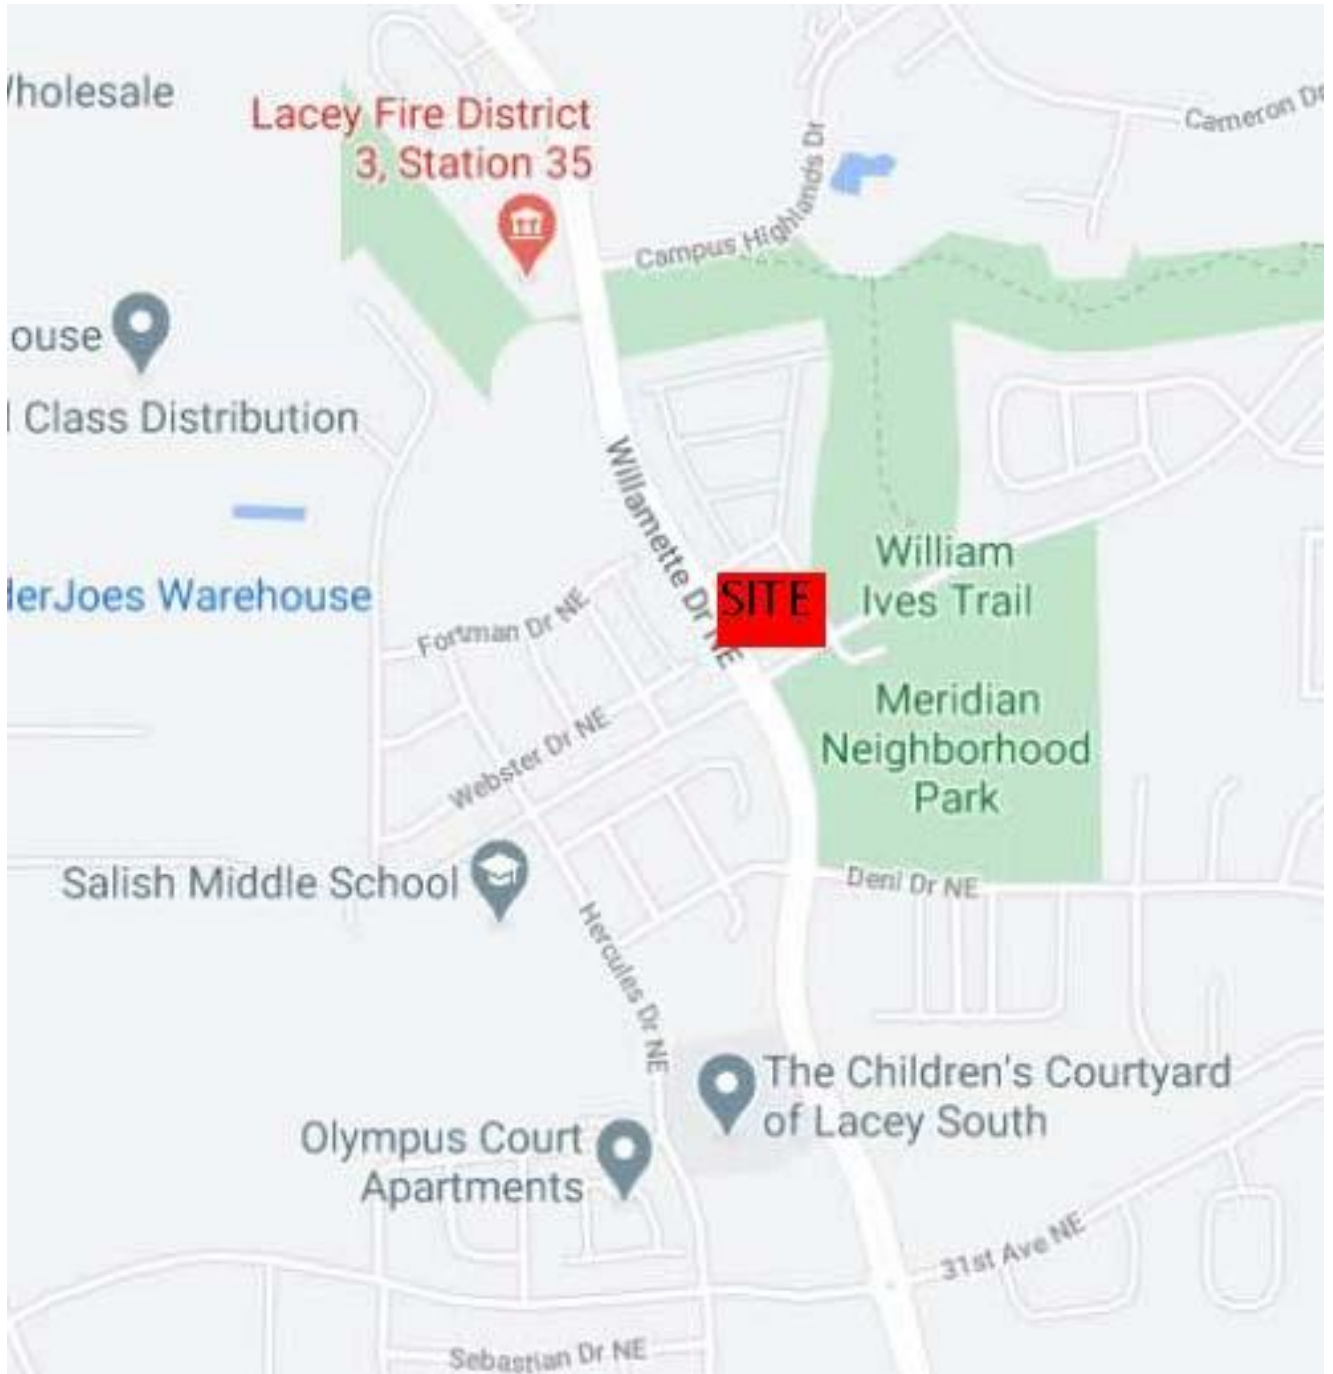 holesale
Lacey Fire District
3, Station 35
Cameron
Campus Highlands Dr
ouse
Class Distribution
Willamette Dr NE
William
Ives Trail
SITE
derJoes Warehouse
Fortman Dr NE
Meridian
Neighborhood
Park
Webster Dr NE
Salish Middle School
Deni Dr NE
Hercules Dr NE
The Children's Courtyard
of Lacey South
Olympus Court
Apartments
31st Ave NE
Sebastian Dr NE